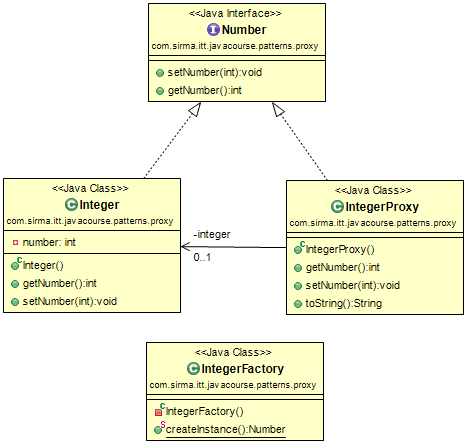 <<Java Interface>>
Number
com.sirma.itt.javacourse.patterns.proxy
setNumber(int):void
getNumber():int
<<Java Class>>
Integer
com.sirma.itt.javacourse.patterns.proxy
number: int
Integer()
getNumber():int
setNumber(int):void
-integer
0..1
<<Java Class>>
IntegerProxy
com.sirma.itt.javacourse.patterns.proxy
IntegerProxy()
getNumber():int
setNumber(int):void
toString():String
<<Java Class>>
IntegerFactory
com.sirma.itt.javacourse.patterns.proxy
IntegerFactory()
createInstance():Number